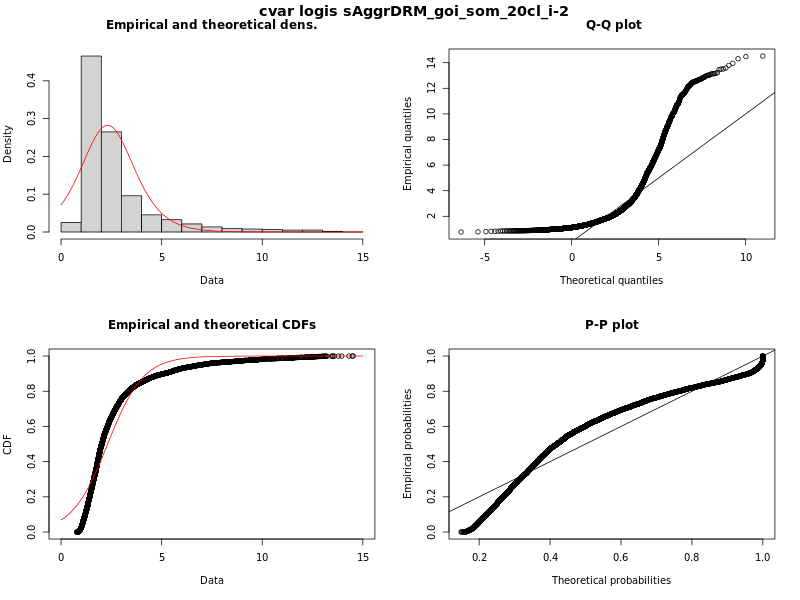 cvar logis sAggrDRM_goi_som_20cl_i-2
Empirical and theoretical dens.
Density
0.0 0.1 0.2 0.3 0.4
0 5 10 15
Data
Q-Q plot
Empirical quantiles
2 4 6 8 10 12 14
-5 0 5 10
Theoretical quantiles
Empirical and theoretical CDFs
CDF
0.0 0.2 0.4 0.6 0.8 1.0
0 5 10 15
Data
P-P plot
Empirical probabilities
0.0 0.2 0.4 0.6 0.8 1.0
0.2 0.4 0.6 0.8 1.0
Theoretical probabilities